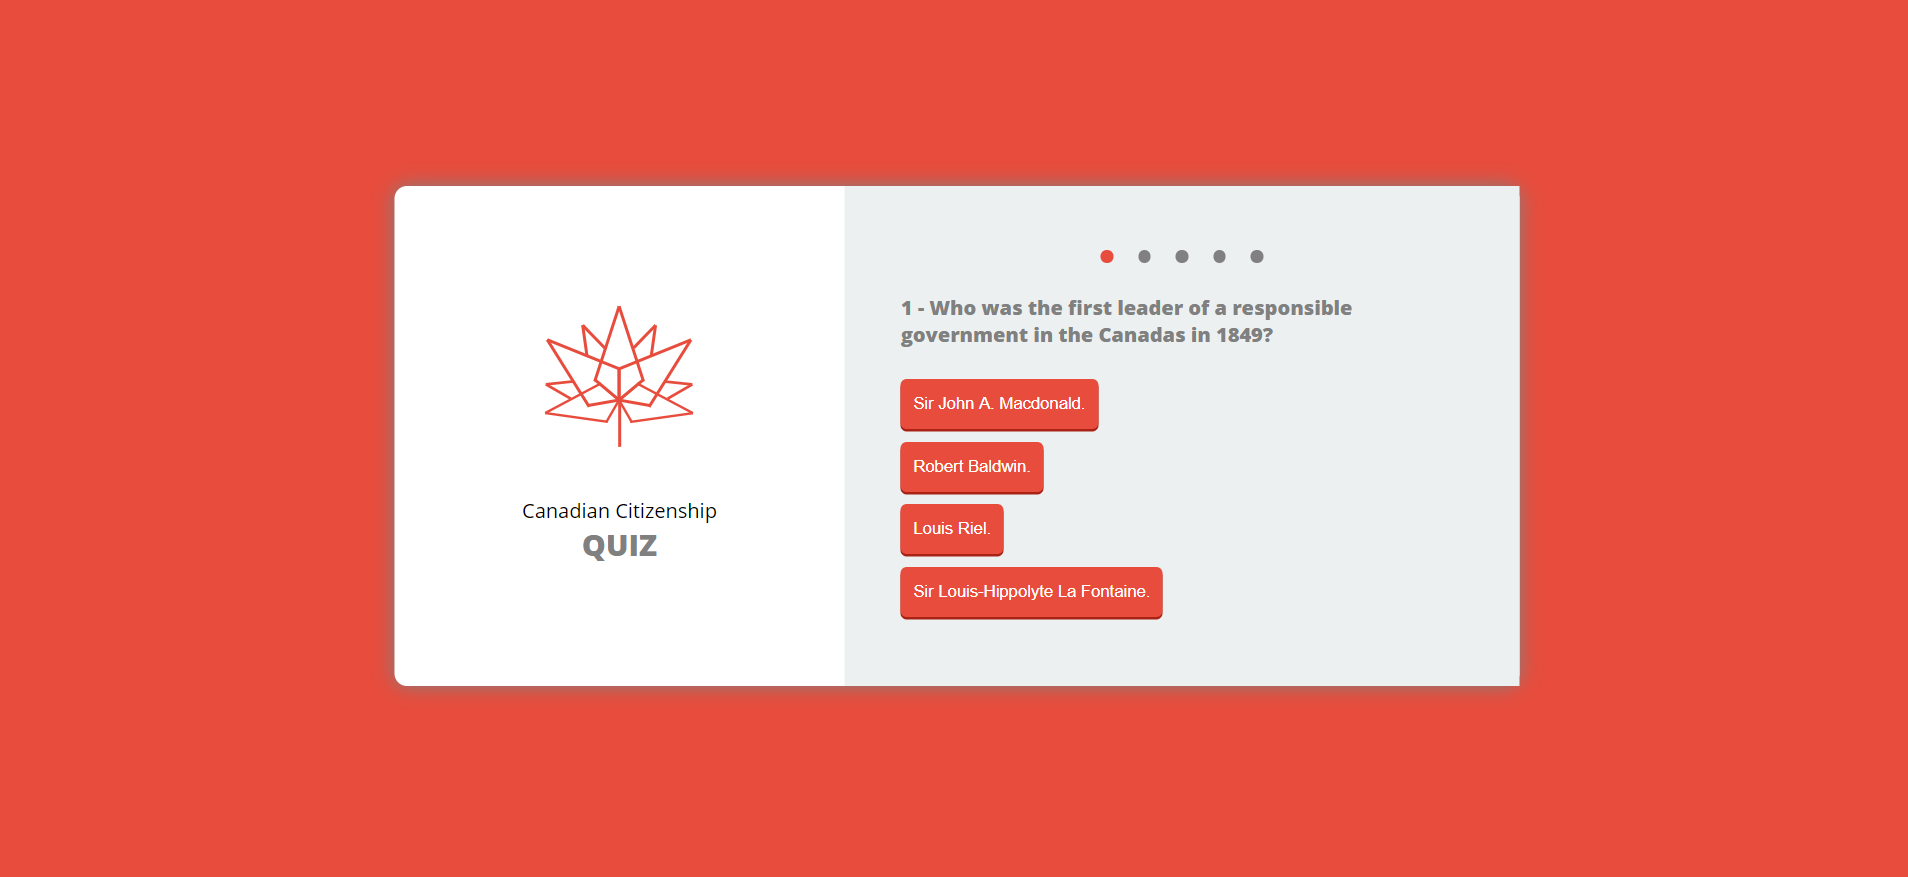 Canadian Citizenship
QUIZ
1 - Who was the first leader of a responsible
government in the Canadas in 1849?
Sir John A. Macdonald.
Robert Baldwin.
Louis Riel.
Sir Louis-Hippolyte La Fontaine.